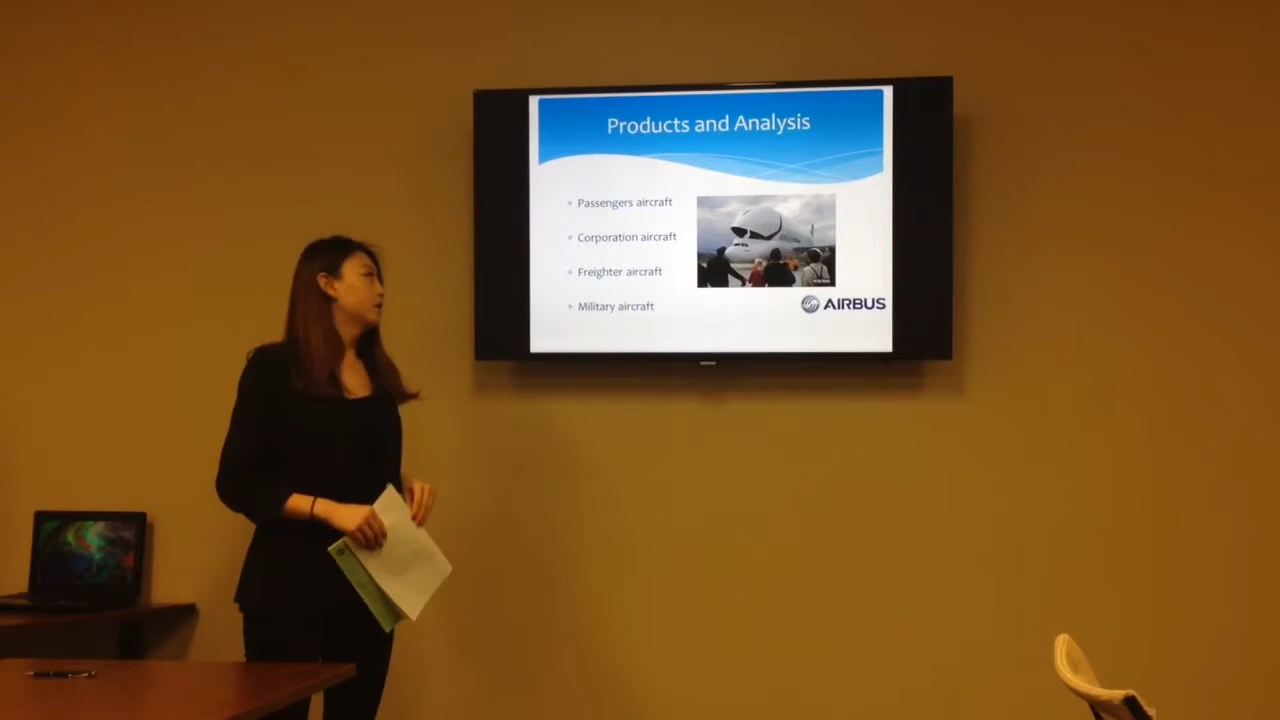 Products and Analysis
Passengers aircraft
Corporation aircraft
Freighter aircraft
Military aircraft
AIRBUS